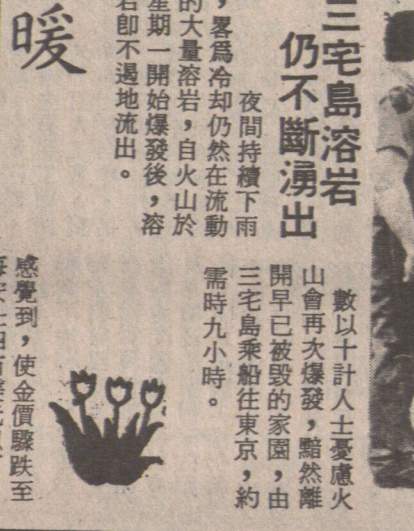 三宅島溶岩
仍不斷湧出
夜間持續下雨
，畧爲冷却仍然在流動
的大量溶岩，自火山於
星期一開始爆發後，溶
岩卽不遏地流出。
數以十計人士憂慮火
山會再次爆發，黯然離
開早已被毀的家園，由
三宅島乘船往東京，約
需時九小時。
暖
感覺到，使金價驟跌至